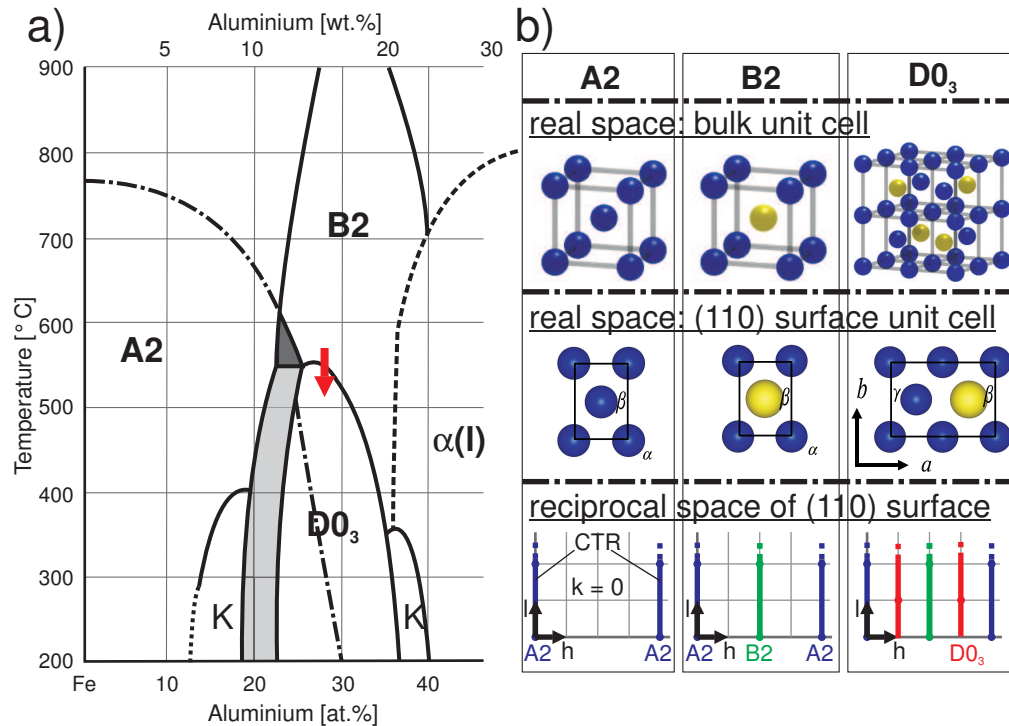 a)
Aluminium [wt.%]
5 10 20 30
900
800
700
600
500
400
300
200
Temperature [° C]
A2
B2
α(I)
D0₃
K
K
Fe 10 20 30 40
Aluminium [at.%]
b)
A2 B2 D0₃
real space: bulk unit cell
real space: (110) surface unit cell
β
α
β
α
γ
β
b
a
reciprocal space of (110) surface
CTR
k = 0
l
h
A2 A2
l
h
A2 B2 A2
l
h
D0₃